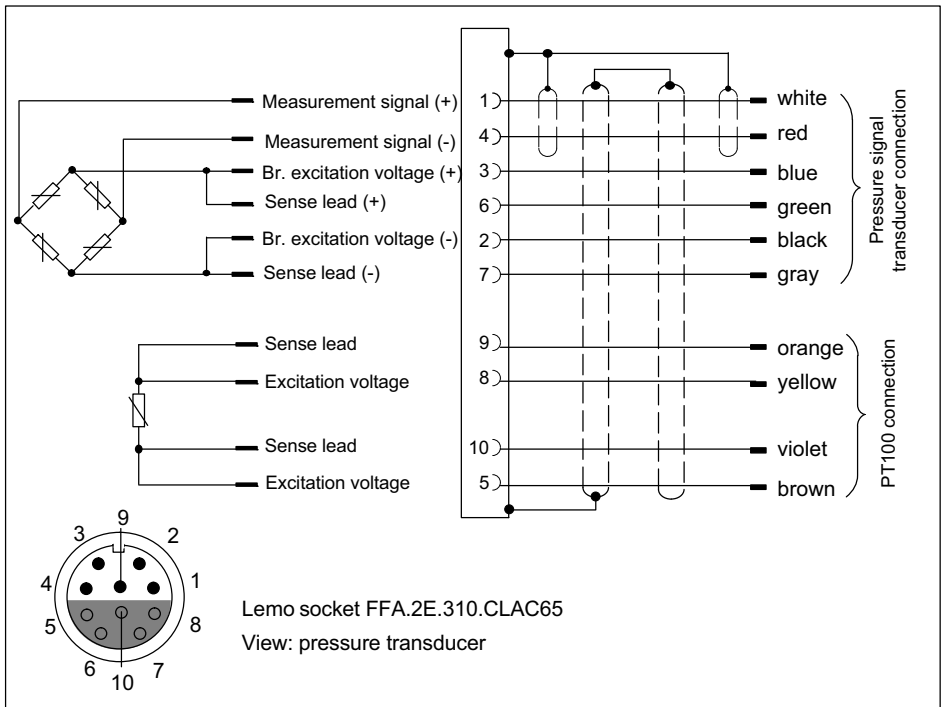 Measurement signal (+) 1 white
Measurement signal (-) 4 red
Br. excitation voltage (+) 3 blue
Sense lead (+) 6 green
Br. excitation voltage (-) 2 black
Sense lead (-) 7 gray
Pressure signal
transducer connection
Sense lead 9 orange
Excitation voltage 8 yellow
Sense lead 10 violet
Excitation voltage 5 brown
PT100 connection
9
3 2
4 1
5 8
6 7
10
Lemo socket FFA.2E.310.CLAC65
View: pressure transducer